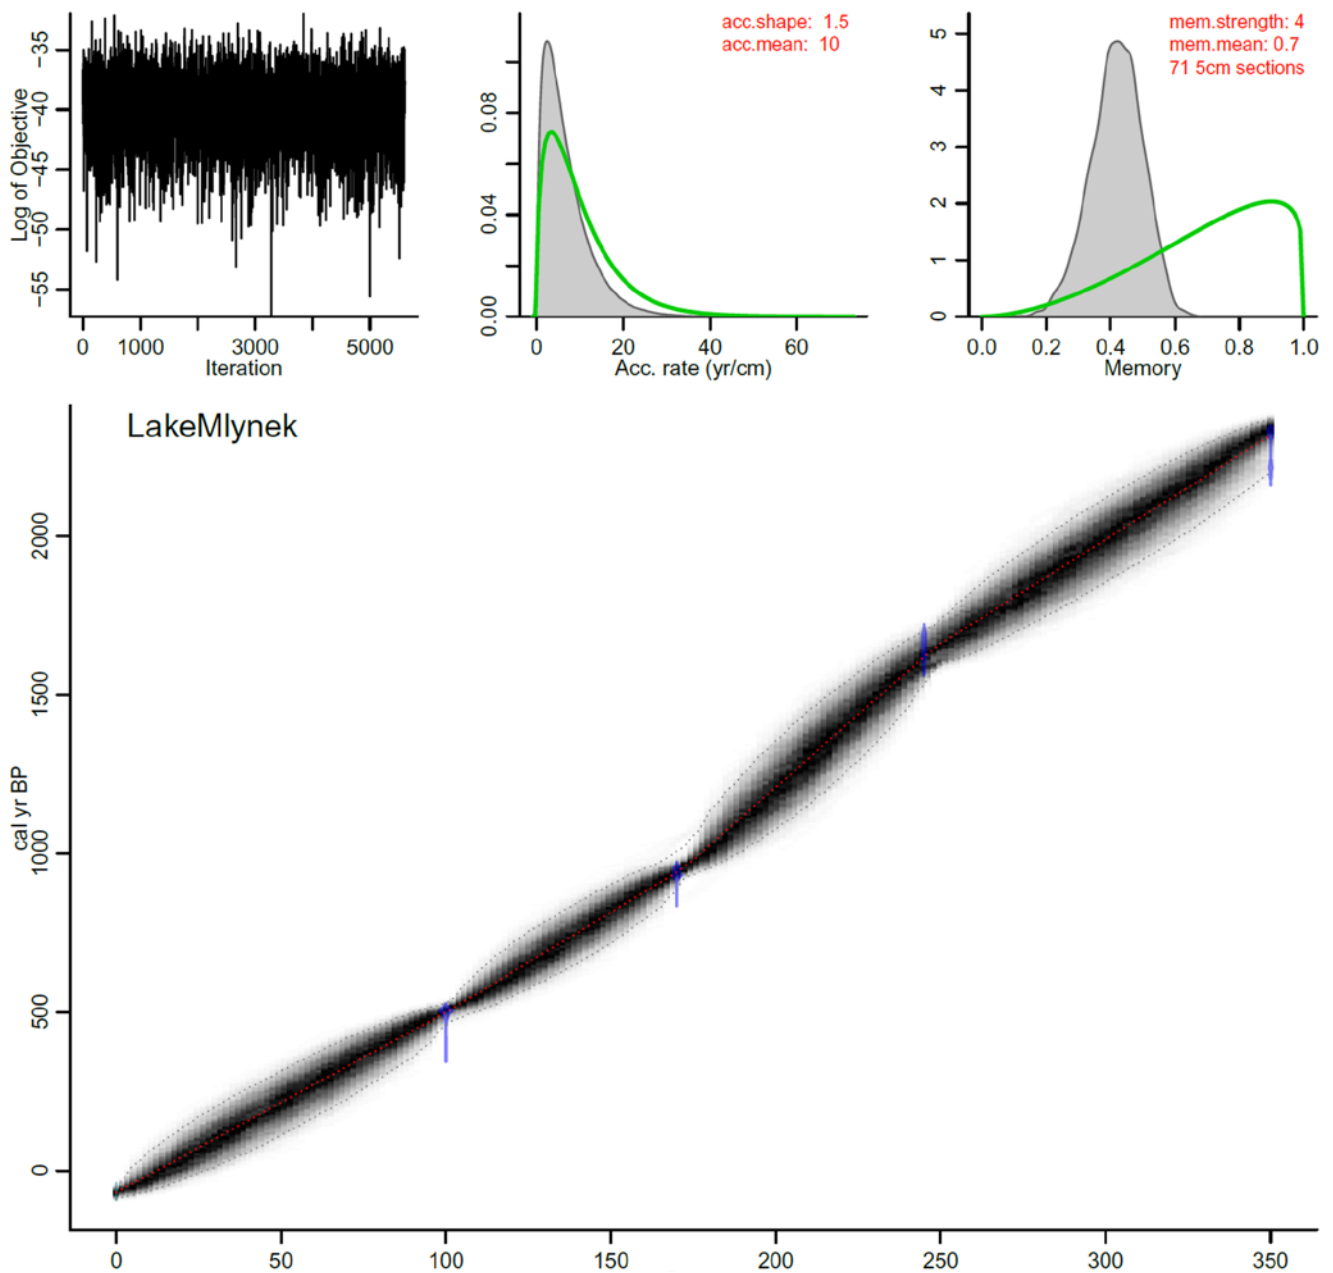 Log of Objective
-35
-40
-45
-50
-55
0 1000 3000 5000
Iteration
acc.shape: 1.5
acc.mean: 10
0.08
0.04
0.00
0 20 40 60
Acc. rate (yr/cm)
mem.strength: 4
mem.mean: 0.7
71 5cm sections
5
4
3
2
1
0
0.0 0.2 0.4 0.6 0.8 1.0
Memory
LakeMlynek
cal yr BP
2000
1500
1000
500
0
0 50 100 150 200 250 300 350